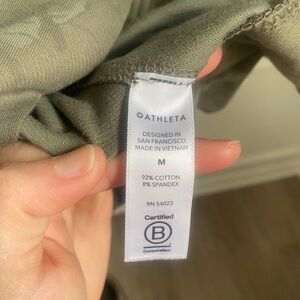 ATHLETA
DESIGNED IN
SAN FRANCISCO
MADE IN VIETNAM
M
92% COTTON
8% SPANDEX
RN 54023
Certified
B
Corporation